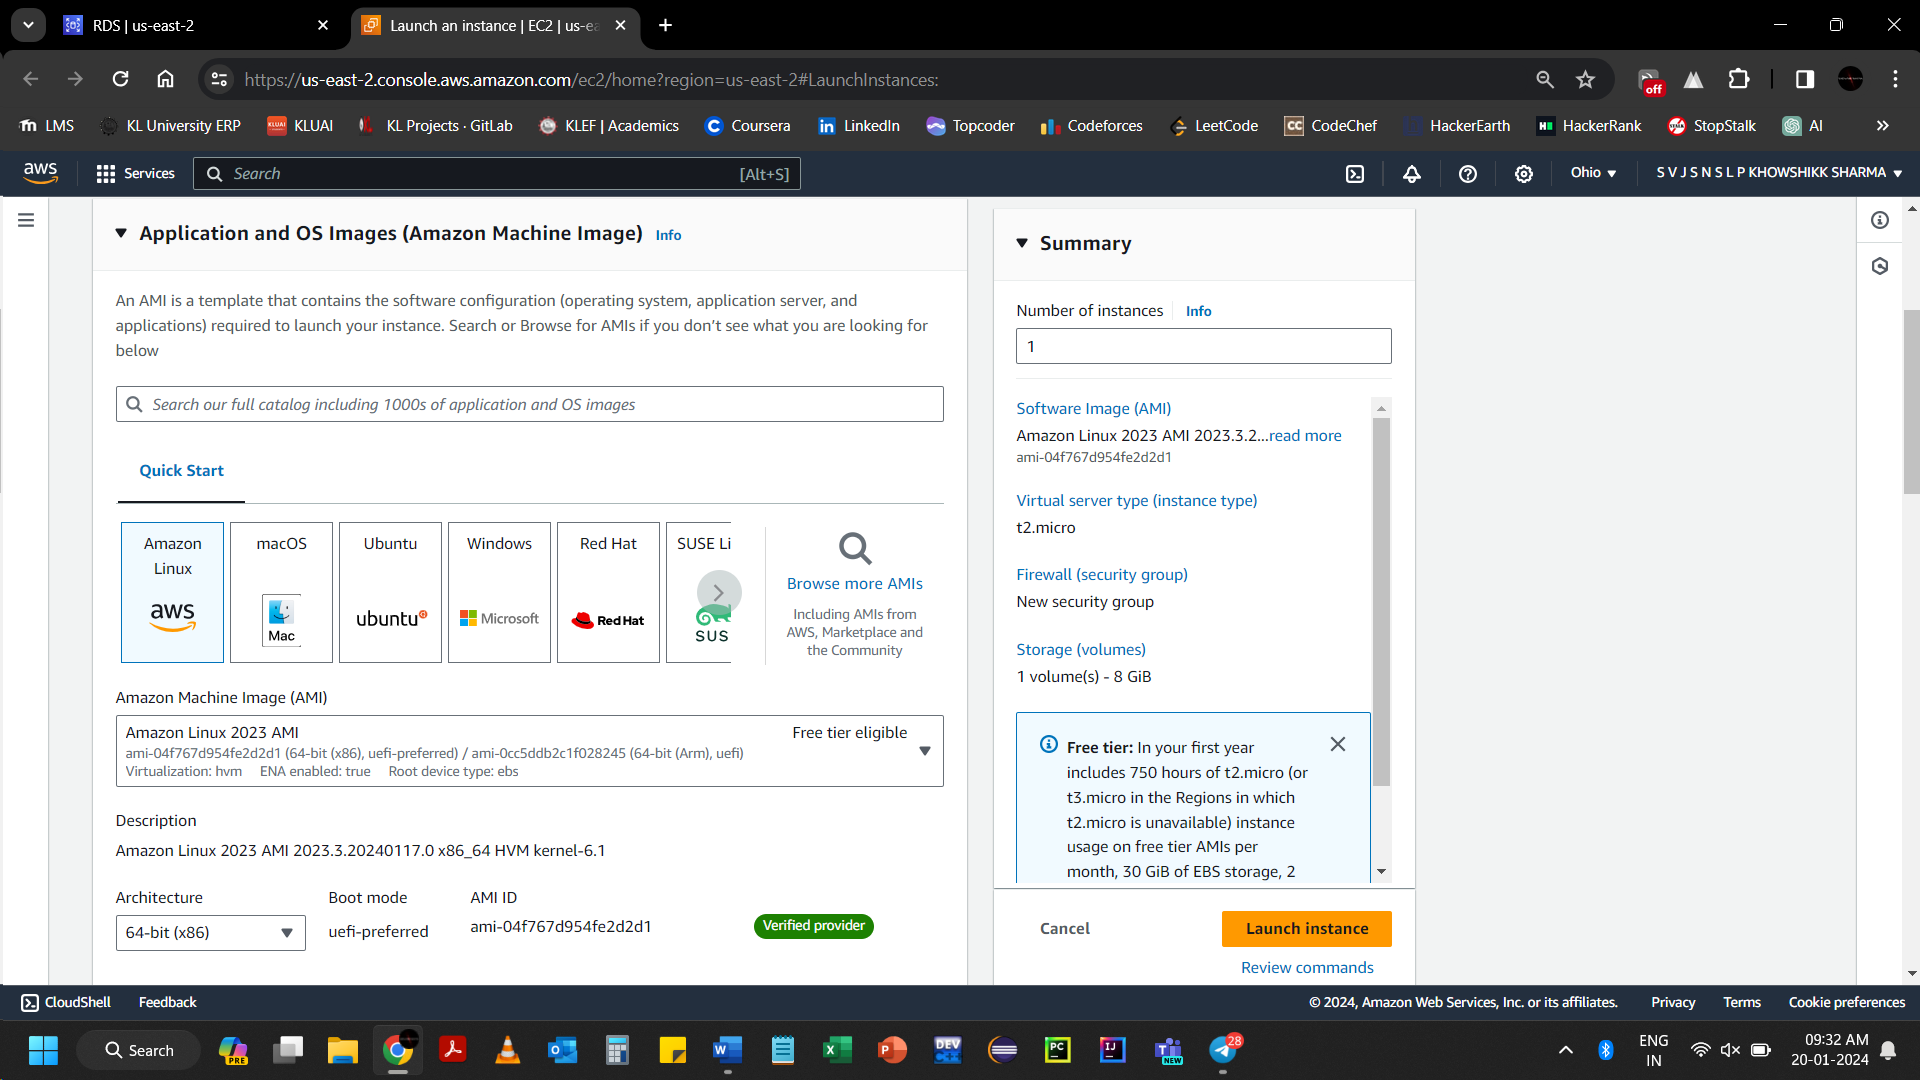 RDS | us-east-2
Launch an instance | EC2 | us-ea
https://us-east-2.console.aws.amazon.com/ec2/home?region=us-east-2#LaunchInstances:
off
LMS
KL University ERP
KLUAI
KL Projects · GitLab
KLEF | Academics
Coursera
LinkedIn
Topcoder
Codeforces
LeetCode
CodeChef
HackerEarth
HackerRank
StopStalk
AI
aws
Services
Search
[Alt+S]
Ohio
S V J S N S L P KHOWSHIKK SHARMA
Application and OS Images (Amazon Machine Image) Info
An AMI is a template that contains the software configuration (operating system, application server, and
applications) required to launch your instance. Search or Browse for AMIs if you don’t see what you are looking for
below
Search our full catalog including 1000s of application and OS images
Quick Start
Amazon
Linux
aws
macOS
Mac
Ubuntu
ubuntu
Windows
Microsoft
Red Hat
Red Hat
SUSE Li
SUS
Browse more AMIs
Including AMIs from
AWS, Marketplace and
the Community
Amazon Machine Image (AMI)
Amazon Linux 2023 AMI
Free tier eligible
ami-04f767d954fe2d2d1 (64-bit (x86), uefi-preferred) / ami-0cc5ddb2c1f028245 (64-bit (Arm), uefi)
Virtualization: hvm ENA enabled: true Root device type: ebs
Description
Amazon Linux 2023 AMI 2023.3.20240117.0 x86_64 HVM kernel-6.1
Architecture
Boot mode
AMI ID
64-bit (x86)
uefi-preferred
ami-04f767d954fe2d2d1
Verified provider
Summary
Number of instances Info
1
Software Image (AMI)
Amazon Linux 2023 AMI 2023.3.2...read more
ami-04f767d954fe2d2d1
Virtual server type (instance type)
t2.micro
Firewall (security group)
New security group
Storage (volumes)
1 volume(s) - 8 GiB
Free tier: In your first year
includes 750 hours of t2.micro (or
t3.micro in the Regions in which
t2.micro is unavailable) instance
usage on free tier AMIs per
month, 30 GiB of EBS storage, 2
Cancel
Launch instance
Review commands
CloudShell
Feedback
© 2024, Amazon Web Services, Inc. or its affiliates.
Privacy
Terms
Cookie preferences
Search
PRE
DEV
C++
PC
IJ
NEW
28
ENG
IN
09:32 AM
20-01-2024